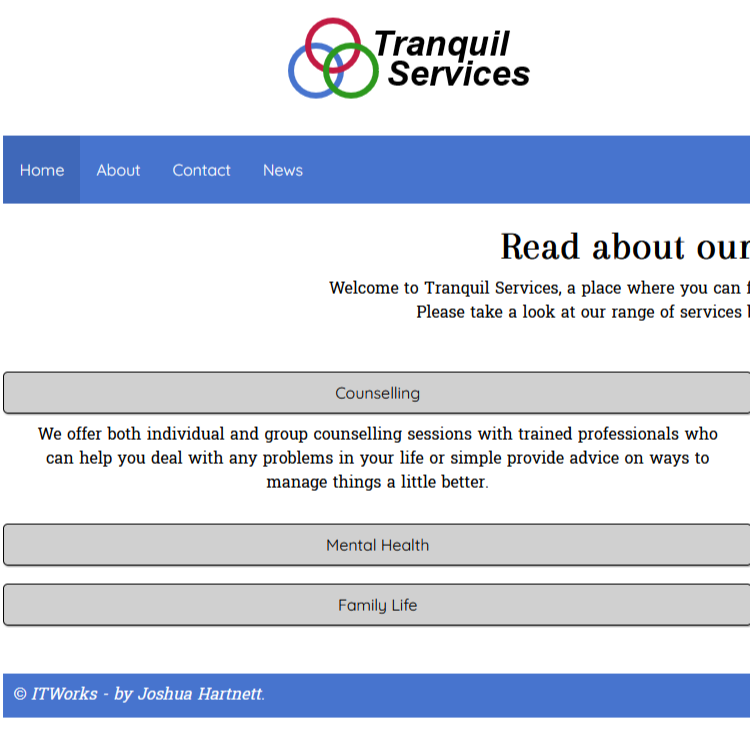 Tranquil
Services
Home About Contact News
Read about our
Welcome to Tranquil Services, a place where you can
Please take a look at our range of services
Counselling
We offer both individual and group counselling sessions with trained professionals who
can help you deal with any problems in your life or simple provide advice on ways to
manage things a little better.
Mental Health
Family Life
© ITWorks - by Joshua Hartnett.